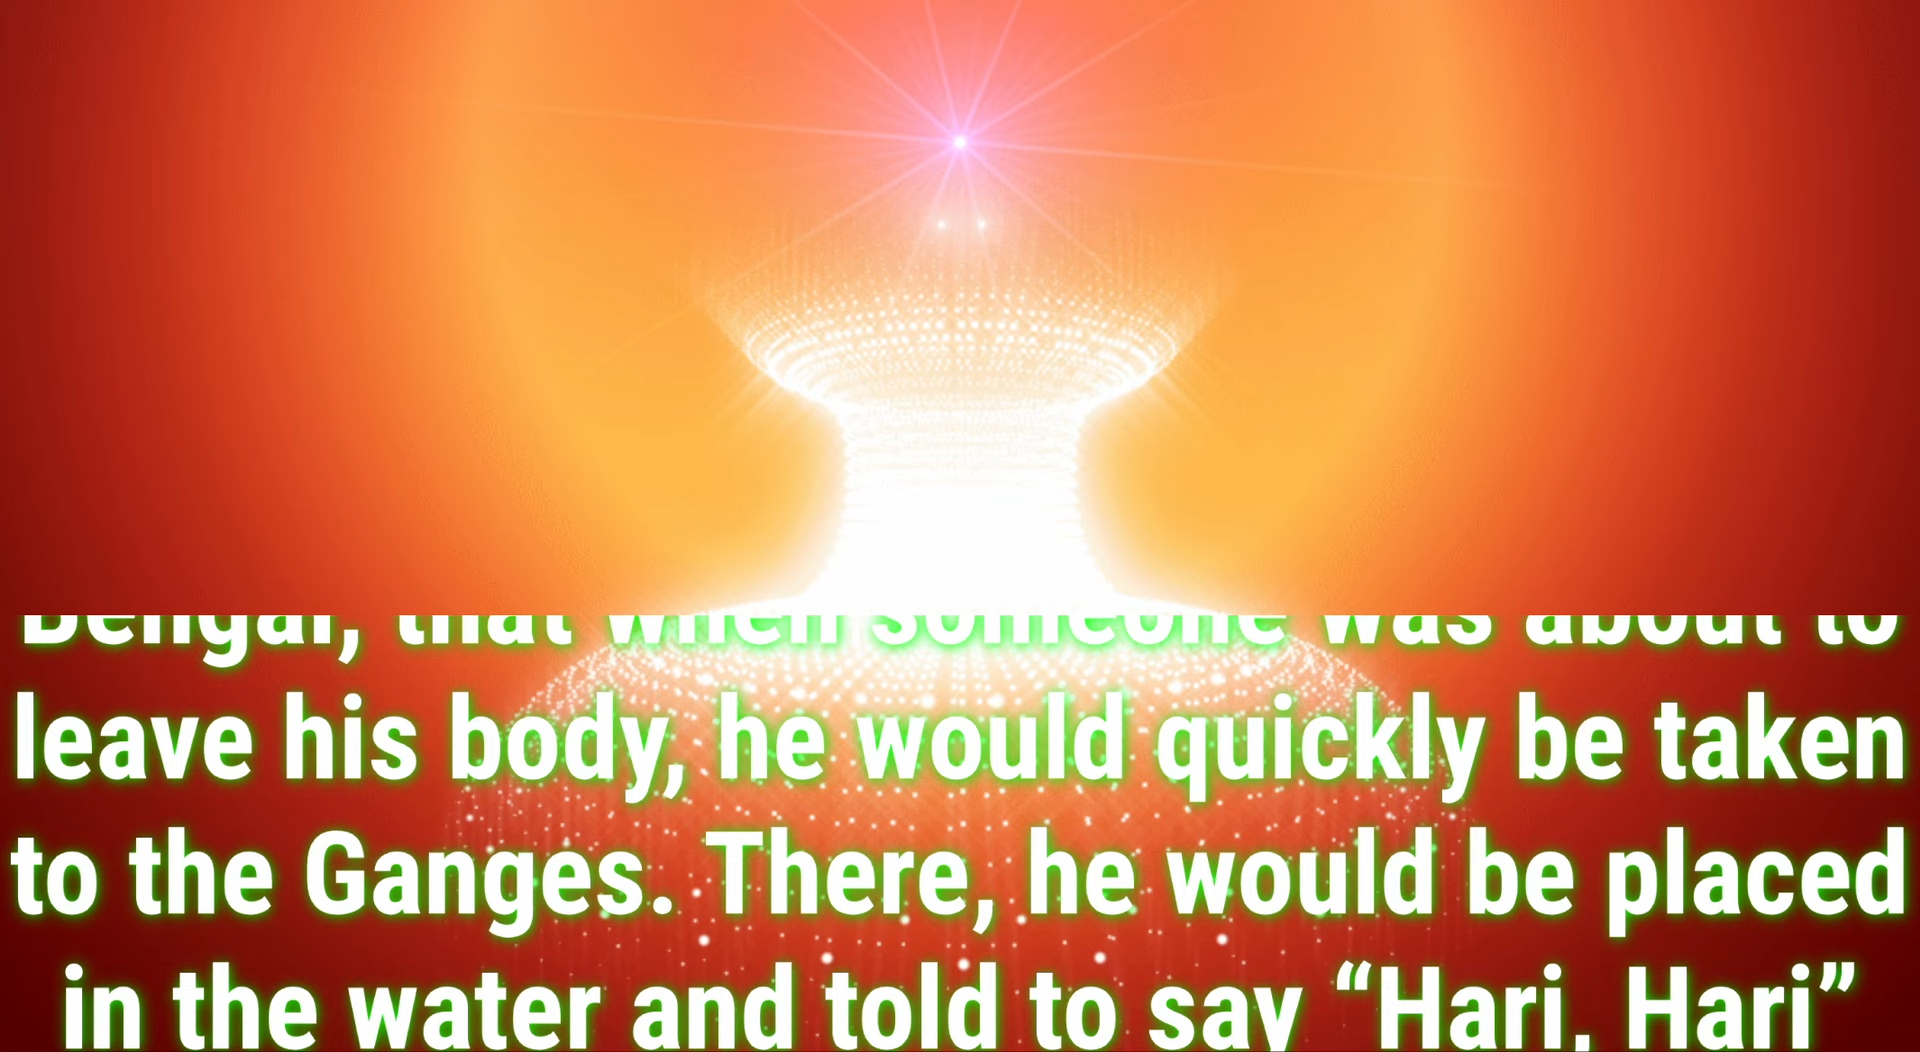 Bengal, that when someone was about to
leave his body, he would quickly be taken
to the Ganges. There, he would be placed
in the water and told to say “Hari, Hari”